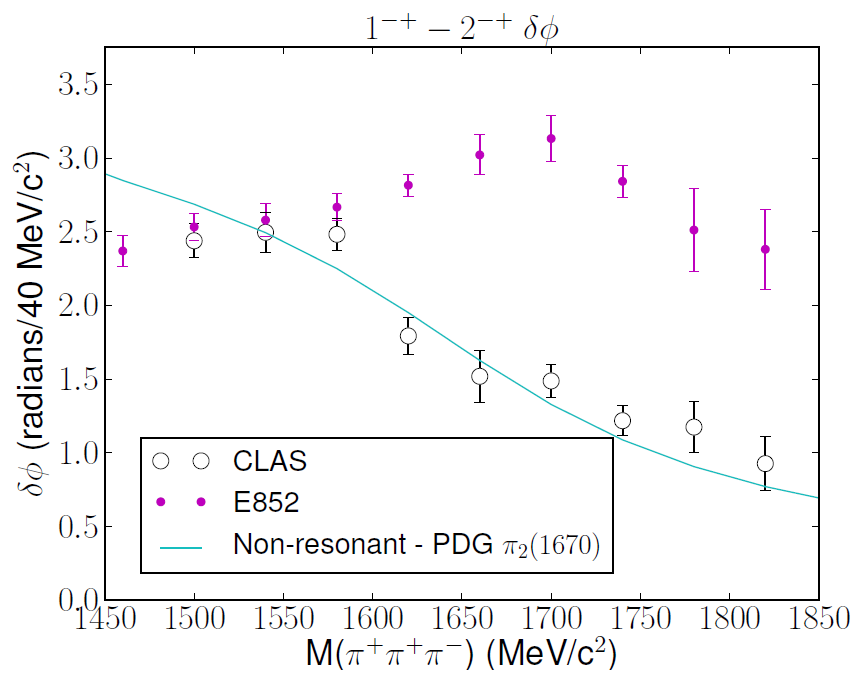 1⁻⁺ − 2⁻⁺ δϕ
δϕ (radians/40 MeV/c²)
3.5
3.0
2.5
2.0
1.5
1.0
0.5
0.0
CLAS
E852
Non-resonant - PDG π₂(1670)
1450 1500 1550 1600 1650 1700 1750 1800 1850
M(π⁺π⁺π⁻) (MeV/c²)